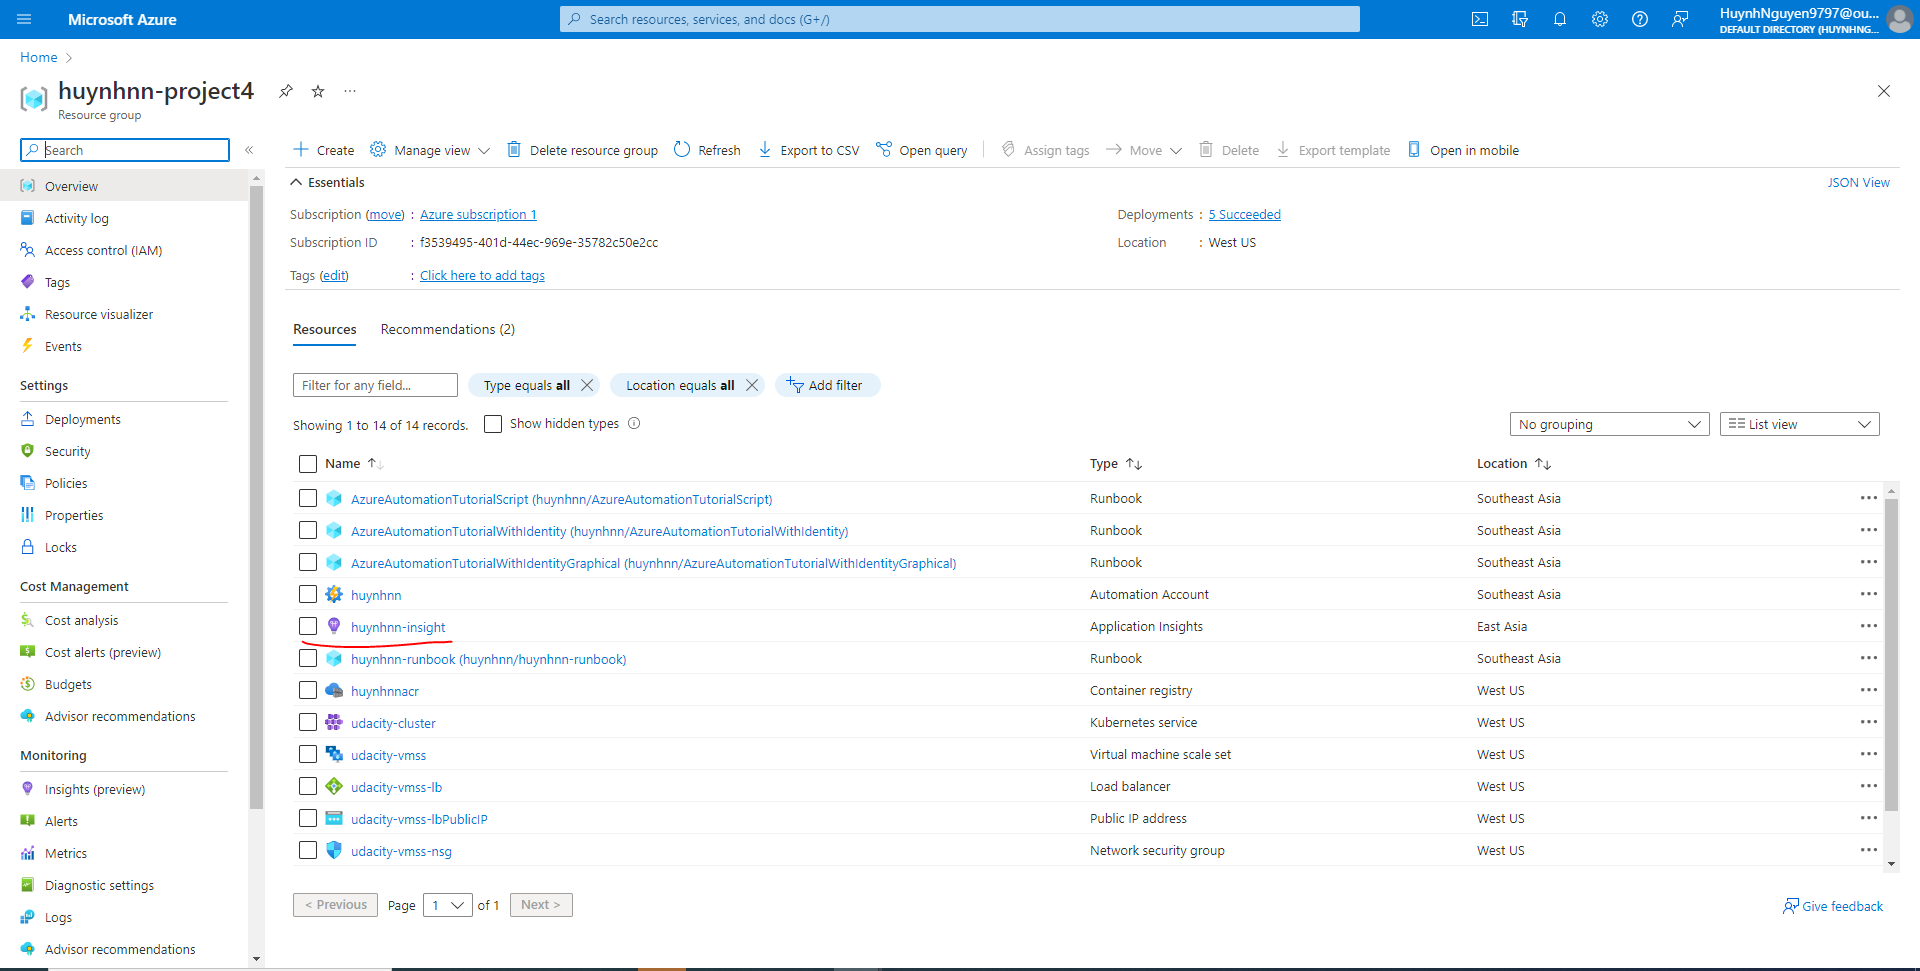 Microsoft Azure
Search resources, services, and docs (G+/)
HuynhNguyen9797@ou...
DEFAULT DIRECTORY (HUYNHNG...
Home
huynhnn-project4
Resource group
Search
Create
Manage view
Delete resource group
Refresh
Export to CSV
Open query
Assign tags
Move
Delete
Export template
Open in mobile
Overview
Activity log
Access control (IAM)
Tags
Resource visualizer
Events
Settings
Deployments
Security
Policies
Properties
Locks
Cost Management
Cost analysis
Cost alerts (preview)
Budgets
Advisor recommendations
Monitoring
Insights (preview)
Alerts
Metrics
Diagnostic settings
Logs
Advisor recommendations
Essentials
JSON View
Subscription (move) : Azure subscription 1
Deployments : 5 Succeeded
Subscription ID : f3539495-401d-44ec-969e-35782c50e2cc
Location : West US
Tags (edit) : Click here to add tags
Resources Recommendations (2)
Filter for any field...
Type equals all
Location equals all
Add filter
Showing 1 to 14 of 14 records.
Show hidden types
No grouping
List view
Name Type Location
AzureAutomationTutorialScript (huynhnn/AzureAutomationTutorialScript) Runbook Southeast Asia
AzureAutomationTutorialWithIdentity (huynhnn/AzureAutomationTutorialWithIdentity) Runbook Southeast Asia
AzureAutomationTutorialWithIdentityGraphical (huynhnn/AzureAutomationTutorialWithIdentityGraphical) Runbook Southeast Asia
huynhnn Automation Account Southeast Asia
huynhnn-insight Application Insights East Asia
huynhnn-runbook (huynhnn/huynhnn-runbook) Runbook Southeast Asia
huynhnnacr Container registry West US
udacity-cluster Kubernetes service West US
udacity-vmss Virtual machine scale set West US
udacity-vmss-lb Load balancer West US
udacity-vmss-lbPublicIP Public IP address West US
udacity-vmss-nsg Network security group West US
< Previous Page 1 of 1 Next >
Give feedback